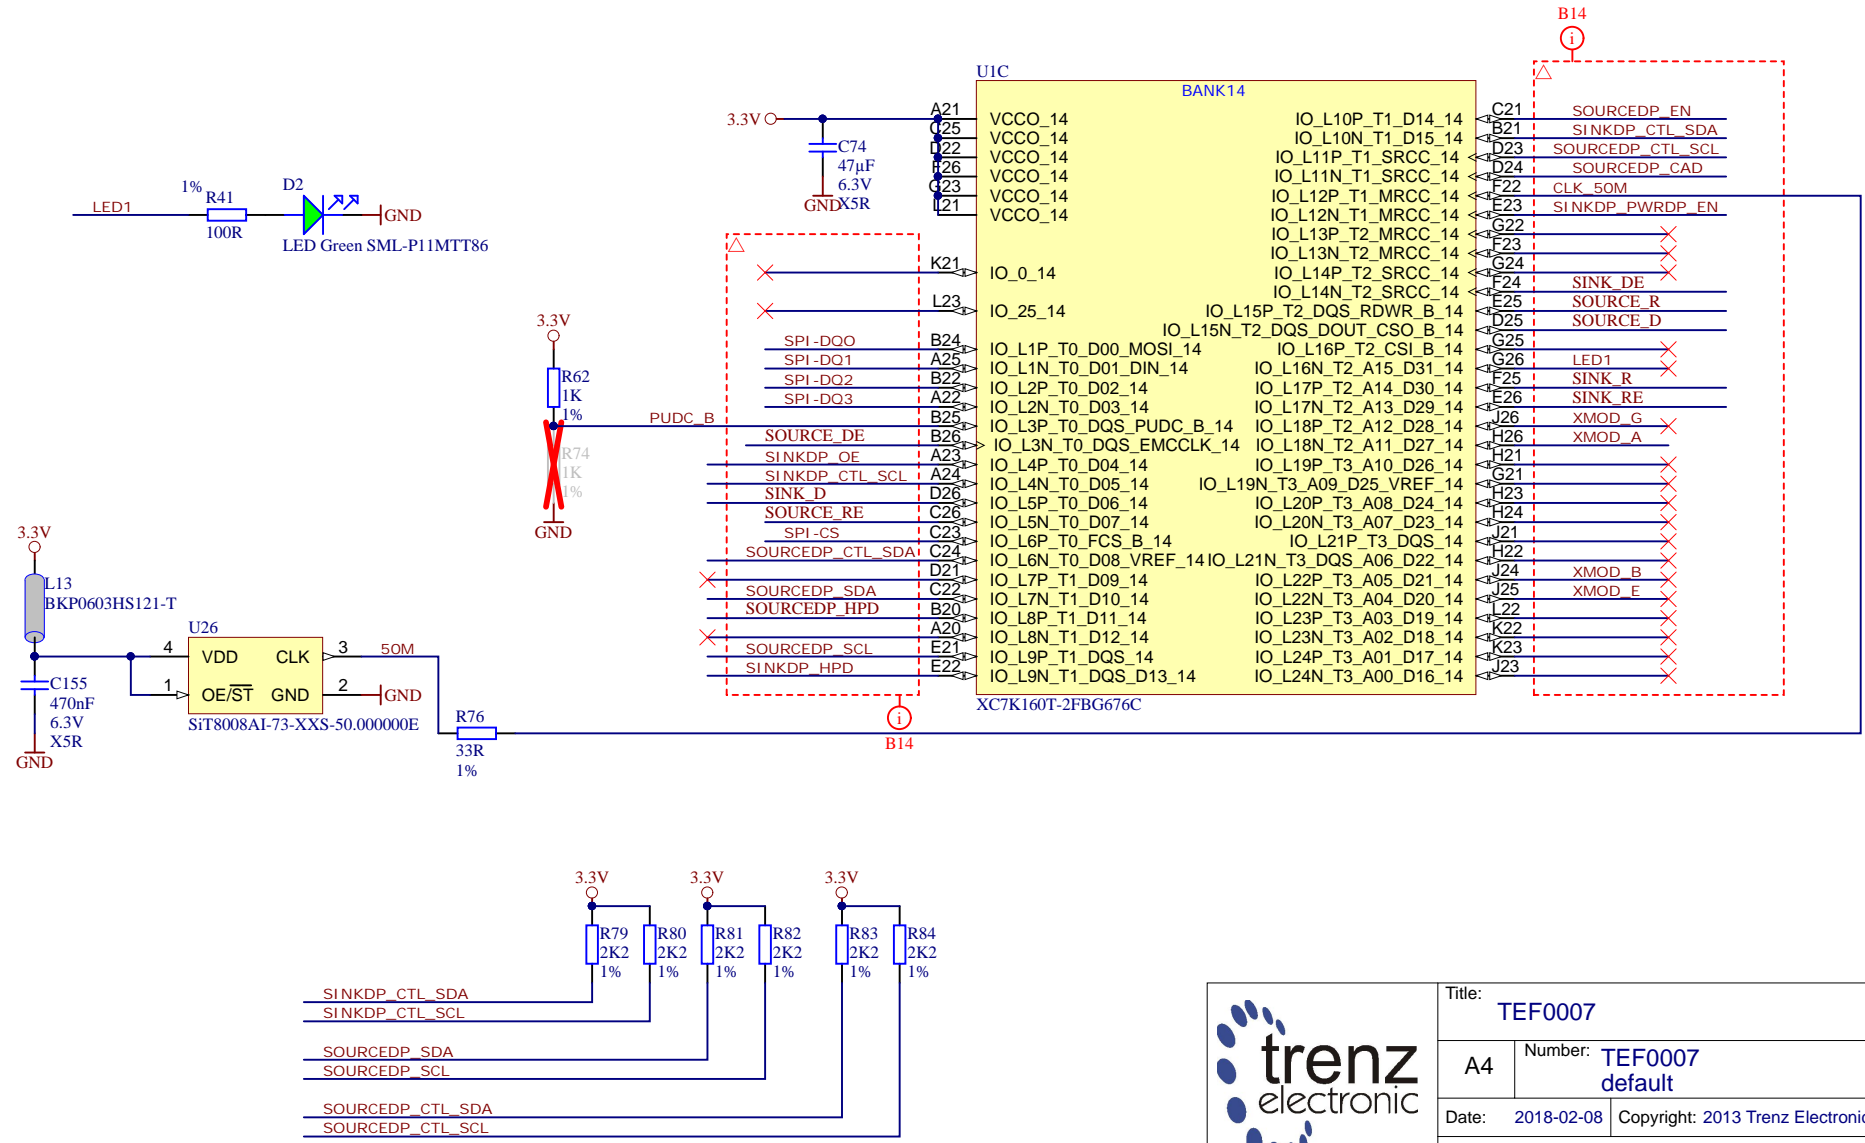 B14
i
U1C
BANK14
3.3V
C74
47µF
6.3V
X5R
GND
A21 VCCO_14
C25 VCCO_14
D22 VCCO_14
F26 VCCO_14
G23 VCCO_14
L21 VCCO_14
K21 IO_0_14
L23 IO_25_14
SPI-DQ0 B24 IO_L1P_T0_D00_MOSI_14
SPI-DQ1 A25 IO_L1N_T0_D01_DIN_14
SPI-DQ2 B22 IO_L2P_T0_D02_14
SPI-DQ3 A22 IO_L2N_T0_D03_14
PUDC_B B25 IO_L3P_T0_DQS_PUDC_B_14
SOURCE_DE B26 IO_L3N_T0_DQS_EMCCLK_14
SINKDP_OE A23 IO_L4P_T0_D04_14
SINKDP_CTL_SCL A24 IO_L4N_T0_D05_14
SINK_D D26 IO_L5P_T0_D06_14
SOURCE_RE C26 IO_L5N_T0_D07_14
SPI-CS C23 IO_L6P_T0_FCS_B_14
SOURCEDP_CTL_SDA C24 IO_L6N_T0_D08_VREF_14
D21 IO_L7P_T1_D09_14
SOURCEDP_SDA C22 IO_L7N_T1_D10_14
SOURCEDP_HPD B20 IO_L8P_T1_D11_14
A20 IO_L8N_T1_D12_14
SOURCEDP_SCL E21 IO_L9P_T1_DQS_14
SINKDP_HPD E22 IO_L9N_T1_DQS_D13_14
IO_L10P_T1_D14_14 C21 SOURCEDP_EN
IO_L10N_T1_D15_14 B21 SINKDP_CTL_SDA
IO_L11P_T1_SRCC_14 D23 SOURCEDP_CTL_SCL
IO_L11N_T1_SRCC_14 D24 SOURCEDP_CAD
IO_L12P_T1_MRCC_14 F22 CLK_50M
IO_L12N_T1_MRCC_14 E23 SINKDP_PWRDP_EN
IO_L13P_T2_MRCC_14 G22
IO_L13N_T2_MRCC_14 F23
IO_L14P_T2_SRCC_14 G24
IO_L14N_T2_SRCC_14 F24 SINK_DE
IO_L15P_T2_DQS_RDWR_B_14 E25 SOURCE_R
IO_L15N_T2_DQS_DOUT_CSO_B_14 D25 SOURCE_D
IO_L16P_T2_CSI_B_14 G25
IO_L16N_T2_A15_D31_14 G26 LED1
IO_L17P_T2_A14_D30_14 F25 SINK_R
IO_L17N_T2_A13_D29_14 E26 SINK_RE
IO_L18P_T2_A12_D28_14 J26 XMOD_G
IO_L18N_T2_A11_D27_14 H26 XMOD_A
IO_L19P_T3_A10_D26_14 H21
IO_L19N_T3_A09_D25_VREF_14 G21
IO_L20P_T3_A08_D24_14 H23
IO_L20N_T3_A07_D23_14 H24
IO_L21P_T3_DQS_14 J21
IO_L21N_T3_DQS_A06_D22_14 H22
IO_L22P_T3_A05_D21_14 J24 XMOD_B
IO_L22N_T3_A04_D20_14 J25 XMOD_E
IO_L23P_T3_A03_D19_14 L22
IO_L23N_T3_A02_D18_14 K22
IO_L24P_T3_A01_D17_14 K23
IO_L24N_T3_A00_D16_14 J23
XC7K160T-2FBG676C
i
B14
LED1
1%
R41
100R
D2
GND
LED Green SML-P11MTT86
3.3V
R62
1K
1%
R74
1K
1%
GND
3.3V
L13
BKP0603HS121-T
C155
470nF
6.3V
X5R
GND
U26
4 VDD CLK 3 50M
1 OE/ST GND 2 GND
SiT8008AI-73-XXS-50.000000E
R76
33R
1%
3.3V 3.3V 3.3V
R79 R80 R81 R82 R83 R84
2K2 2K2 2K2 2K2 2K2 2K2
1% 1% 1% 1% 1% 1%
SINKDP_CTL_SDA
SINKDP_CTL_SCL
SOURCEDP_SDA
SOURCEDP_SCL
SOURCEDP_CTL_SDA
SOURCEDP_CTL_SCL
trenz
electronic
Title:
TEF0007
A4
Number: TEF0007
default
Date: 2018-02-08 Copyright: 2013 Trenz Electronic